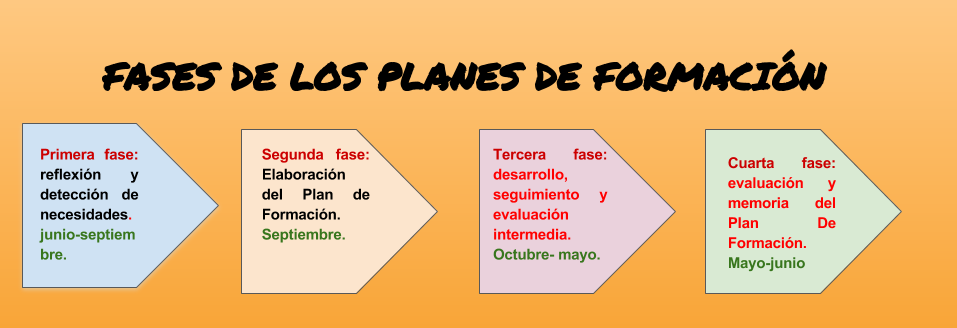 FASES DE LOS PLANES DE FORMACIÓN
Primera fase:
reflexión y
detección de
necesidades.
junio-septiem
bre.
Segunda fase:
Elaboración
del Plan de
Formación.
Septiembre.
Tercera fase:
desarrollo,
seguimiento y
evaluación
intermedia.
Octubre- mayo.
Cuarta fase:
evaluación y
memoria del
Plan De
Formación.
Mayo-junio